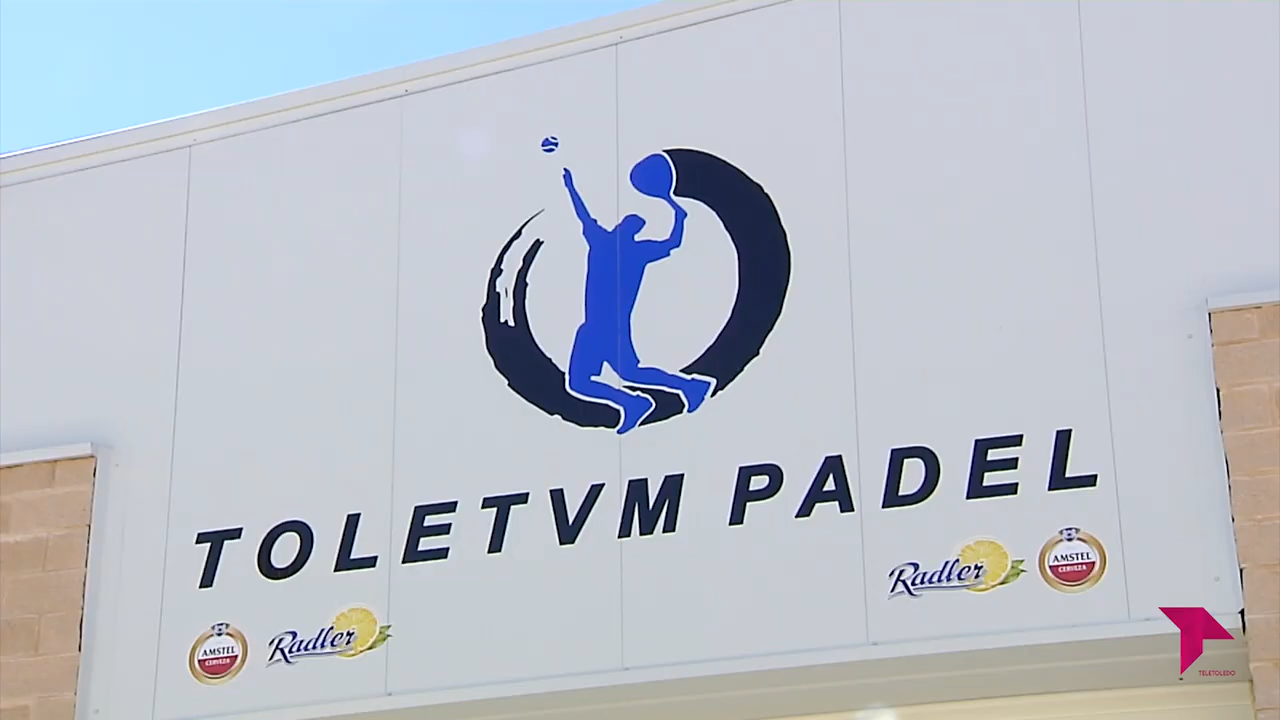 TOLETVM PADEL
Radler
AMSTEL
CERVEZA
AMSTEL
CERVEZA
Radler
TELETOLEDO